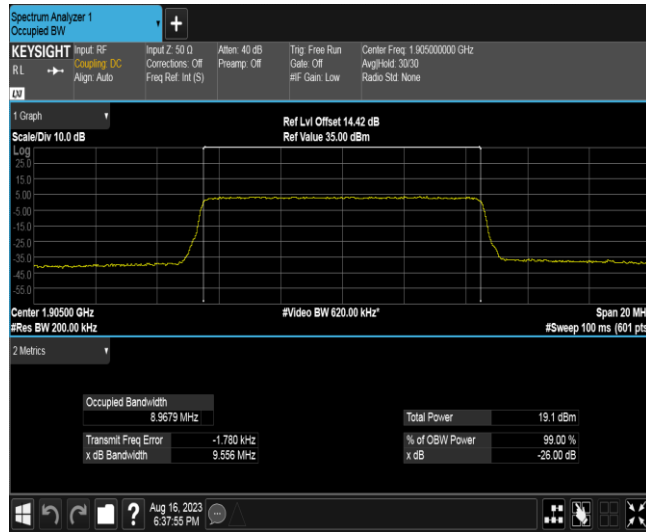 Spectrum Analyzer 1
Occupied BW
+
KEYSIGHT
RL
LXI
Input: RF
Coupling: DC
Align: Auto
Input Z: 50 Ω
Corrections: Off
Freq Ref: Int (S)
Atten: 40 dB
Preamp: Off
Trig: Free Run
Gate: Off
#IF Gain: Low
Center Freq: 1.905000000 GHz
Avg|Hold: 30/30
Radio Std: None
1 Graph
Scale/Div 10.0 dB
Ref Lvl Offset 14.42 dB
Ref Value 35.00 dBm
Log
25.0
15.0
5.00
-5.00
-15.0
-25.0
-35.0
-45.0
-55.0
Center 1.90500 GHz
#Video BW 620.00 kHz*
Span 20 MH
#Res BW 200.00 kHz
#Sweep 100 ms (601 pts
2 Metrics
Occupied Bandwidth
8.9679 MHz
Total Power 19.1 dBm
Transmit Freq Error -1.780 kHz
% of OBW Power 99.00 %
x dB Bandwidth 9.556 MHz
x dB -26.00 dB
?
Aug 16, 2023
6:37:55 PM